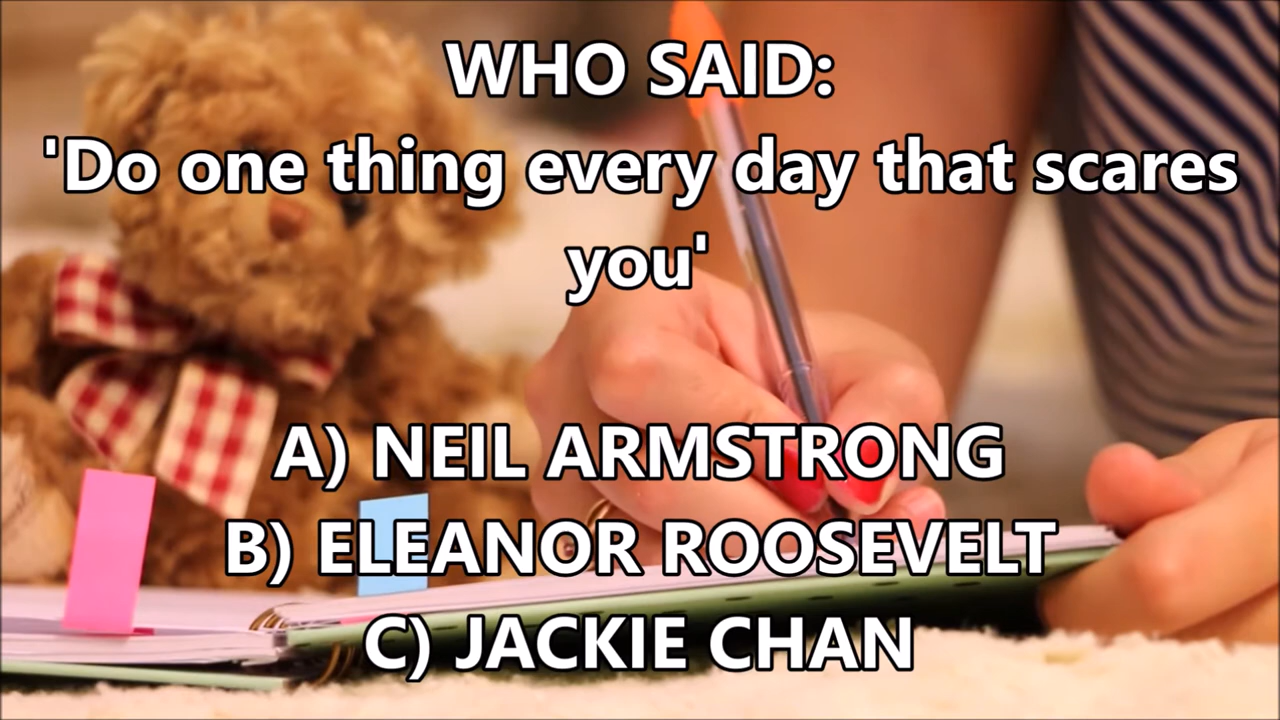 WHO SAID:
'Do one thing every day that scares
you'
A) NEIL ARMSTRONG
B) ELEANOR ROOSEVELT
C) JACKIE CHAN